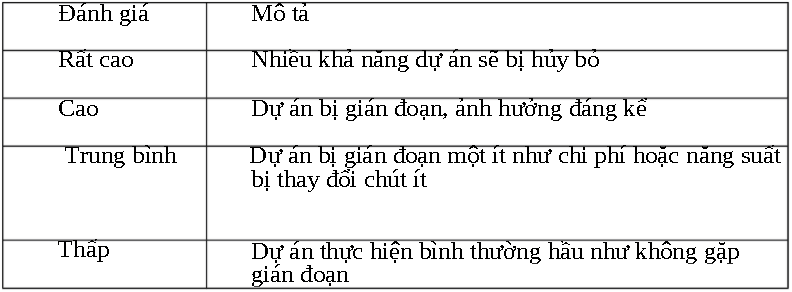 Đánh giá
Mô tả
Rất cao
Nhiều khả năng dự án sẽ bị hủy bỏ
Cao
Dự án bị gián đoạn, ảnh hưởng đáng kể
Trung bình
Dự án bị gián đoạn một ít như chi phí hoặc năng suất
bị thay đổi chút ít
Thấp
Dự án thực hiện bình thường hầu như không gặp
gián đoạn